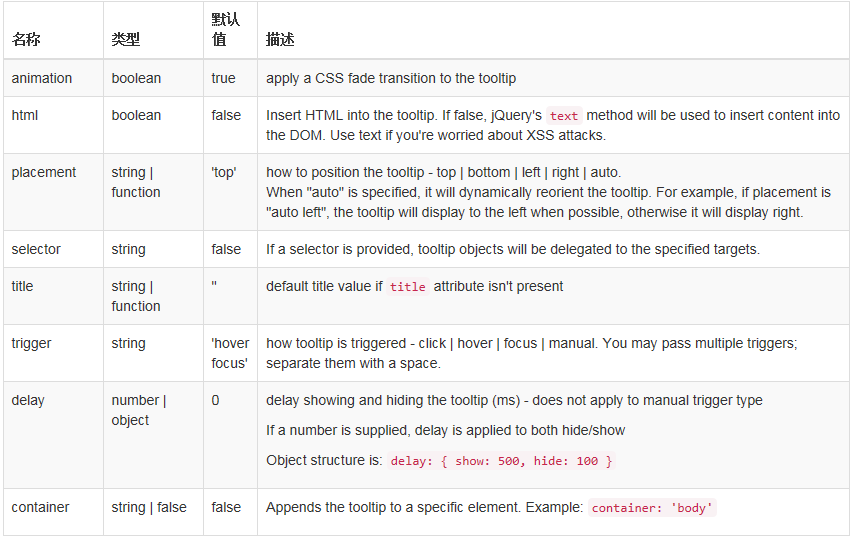 名称 类型 默认值 描述
animation boolean true apply a CSS fade transition to the tooltip
html boolean false Insert HTML into the tooltip. If false, jQuery's text method will be used to insert content into
the DOM. Use text if you're worried about XSS attacks.
placement string | function 'top' how to position the tooltip - top | bottom | left | right | auto.
When "auto" is specified, it will dynamically reorient the tooltip. For example, if placement is
"auto left", the tooltip will display to the left when possible, otherwise it will display right.
selector string false If a selector is provided, tooltip objects will be delegated to the specified targets.
title string | function '' default title value if title attribute isn't present
trigger string 'hover focus' how tooltip is triggered - click | hover | focus | manual. You may pass multiple triggers;
separate them with a space.
delay number | object 0 delay showing and hiding the tooltip (ms) - does not apply to manual trigger type
If a number is supplied, delay is applied to both hide/show
Object structure is: delay: { show: 500, hide: 100 }
container string | false false Appends the tooltip to a specific element. Example: container: 'body'